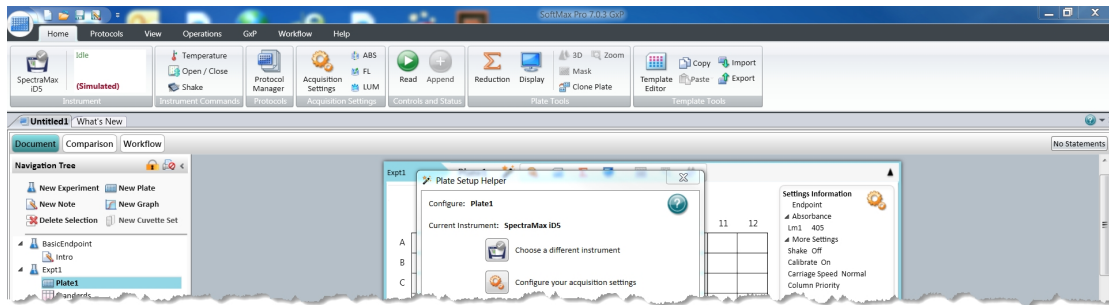 SoftMax Pro 7.0.3 GxP
Home Protocols View Operations GxP Workflow Help
SpectraMax iD5
Idle
(Simulated)
Instrument
Temperature
Open / Close
Shake
Instrument Commands
Protocol Manager
Protocols
Acquisition Settings
ABS
FL
LUM
Acquisition Settings
Read
Append
Controls and Status
Reduction
Display
3D
Zoom
Mask
Clone Plate
Plate Tools
Template Editor
Copy
Import
Paste
Export
Template Tools
Untitled1 What's New
Document Comparison Workflow
No Statements
Navigation Tree
New Experiment New Plate
New Note New Graph
Delete Selection New Cuvette Set
BasicEndpoint
Intro
Expt1
Plate1
Standards
Expt1
Plate Setup Helper
Configure: Plate1
Current Instrument: SpectraMax iD5
Choose a different instrument
Configure your acquisition settings
11 12
A
B
C
Settings Information
Endpoint
Absorbance
Lm1 405
More Settings
Shake Off
Calibrate On
Carriage Speed Normal
Column Priority